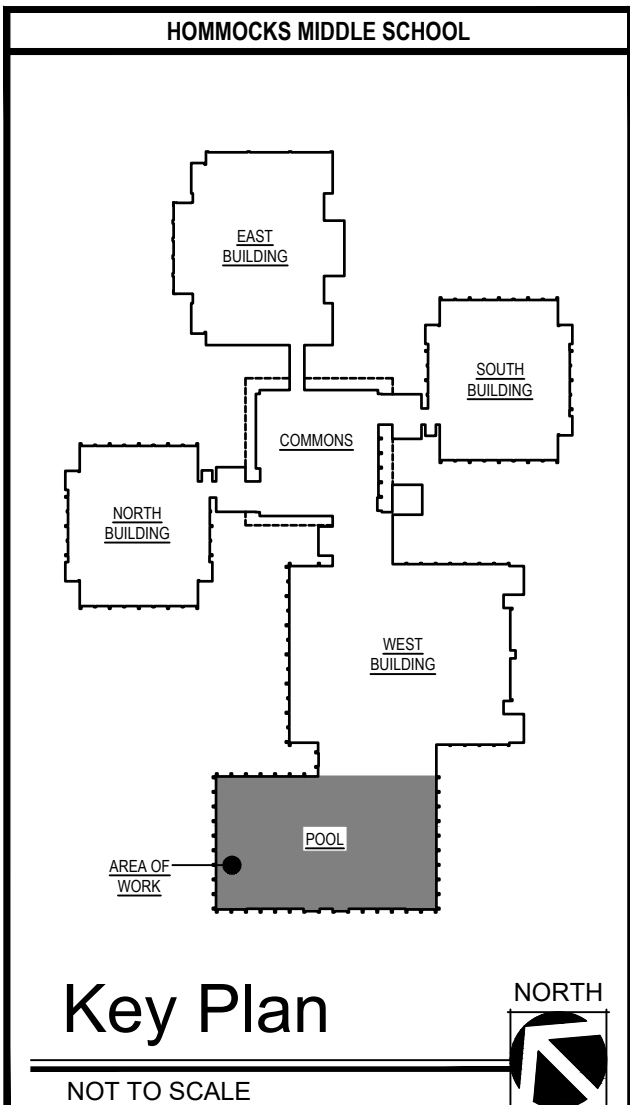 HOMMOCKS MIDDLE SCHOOL
EAST
BUILDING
SOUTH
BUILDING
COMMONS
NORTH
BUILDING
WEST
BUILDING
POOL
AREA OF
WORK
Key Plan
NORTH
NOT TO SCALE